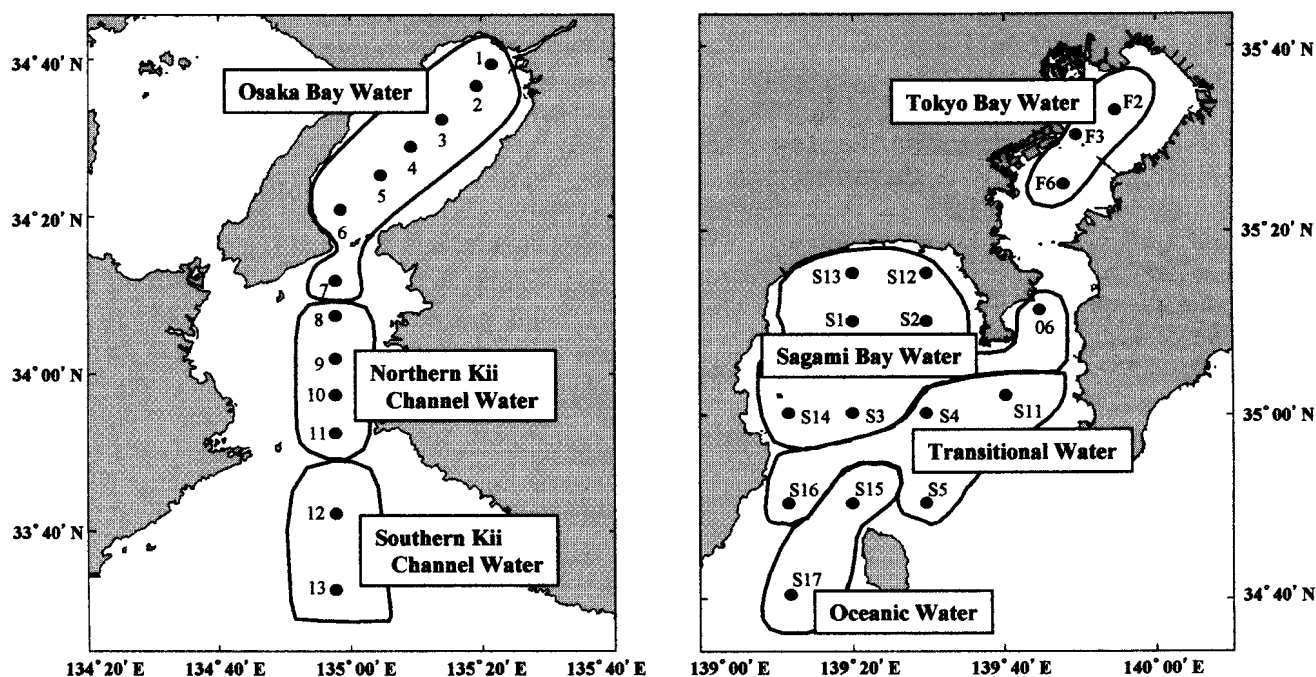 34°40′ N
34°20′ N
34°00′ N
33°40′ N
134°20′ E
134°40′ E
135°00′ E
135°20′ E
135°40′ E
Osaka Bay Water
1
2
3
4
5
6
7
8
9
10
11
Northern Kii
Channel Water
12
13
Southern Kii
Channel Water
35°40′ N
35°20′ N
35°00′ N
34°40′ N
139°00′ E
139°20′ E
139°40′ E
140°00′ E
Tokyo Bay Water
F2
F3
F6
S13
S12
S1
S2
06
Sagami Bay Water
S14
S3
S4
S11
Transitional Water
S16
S15
S5
S17
Oceanic Water